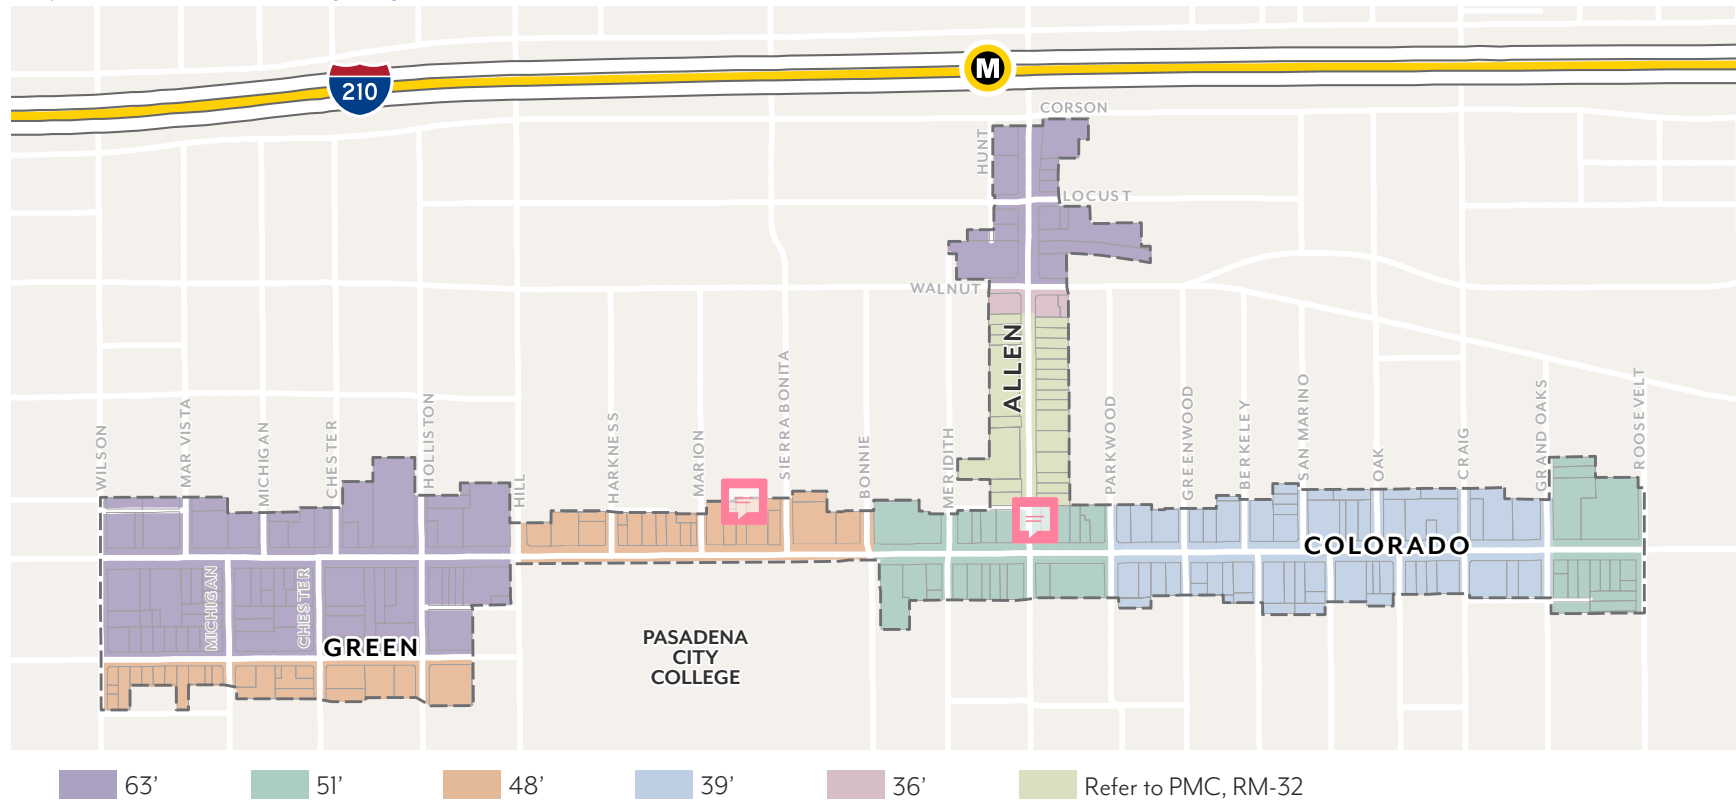 210
M
CORSON
HUNT
LOCUST
WALNUT
ALLEN
WILSON
MAR VISTA
MICHIGAN
CHESTER
HOLLISTON
HILL
HARKNESS
MARION
SIERRA BONITA
BONNIE
MERIDITH
PARKWOOD
GREENWOOD
BERKELEY
SAN MARINO
OAK
CRAIG
GRAND OAKS
ROOSEVELT
COLORADO
MICHIGAN
CHESTER
GREEN
PASADENA
CITY
COLLEGE
63’
51’
48’
39’
36’
Refer to PMC, RM-32